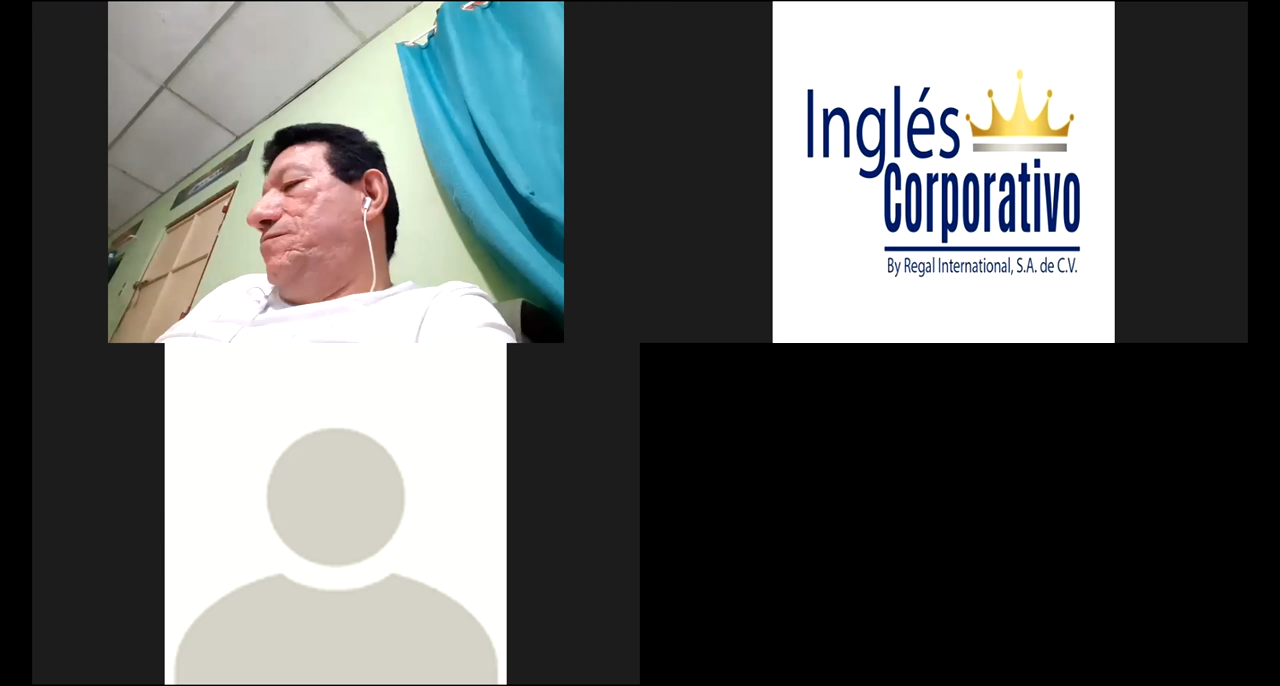 Inglés
Corporativo
By Regal International, S.A. de C.V.